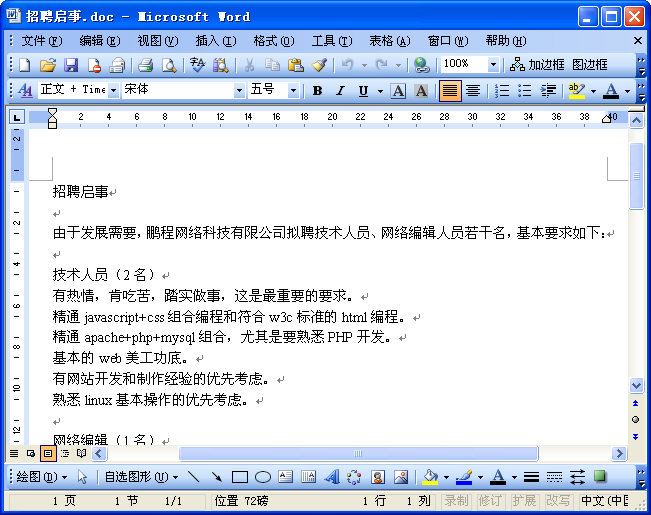 招聘启事.doc - Microsoft Word
文件(F) 编辑(E) 视图(V) 插入(I) 格式(O) 工具(T) 表格(A) 窗口(W) 帮助(H)
100% 加边框 图边框
正文 + Time 宋体 五号 B I U A A ab A
L 2 4 6 8 10 12 14 16 18 20 22 24 26 28 30 32 34 36 38 40
2
招聘启事
2
由于发展需要，鹏程网络科技有限公司拟聘技术人员、网络编辑人员若干名，基本要求如下：
4
技术人员（2 名）
有热情，肯吃苦，踏实做事，这是最重要的要求。
6
精通 javascript+css 组合编程和符合 w3c 标准的 html 编程。
精通 apache+php+mysql 组合，尤其是要熟悉 PHP 开发。
8
基本的 web 美工功底。
有网站开发和制作经验的优先考虑。
10
熟悉 linux 基本操作的优先考虑。
12
网络编辑（1 名）
绘图(D) 自选图形(U) A A
1 页 1 节 1/1 位置 72磅 1 行 1 列 录制 修订 扩展 改写 中文(中国